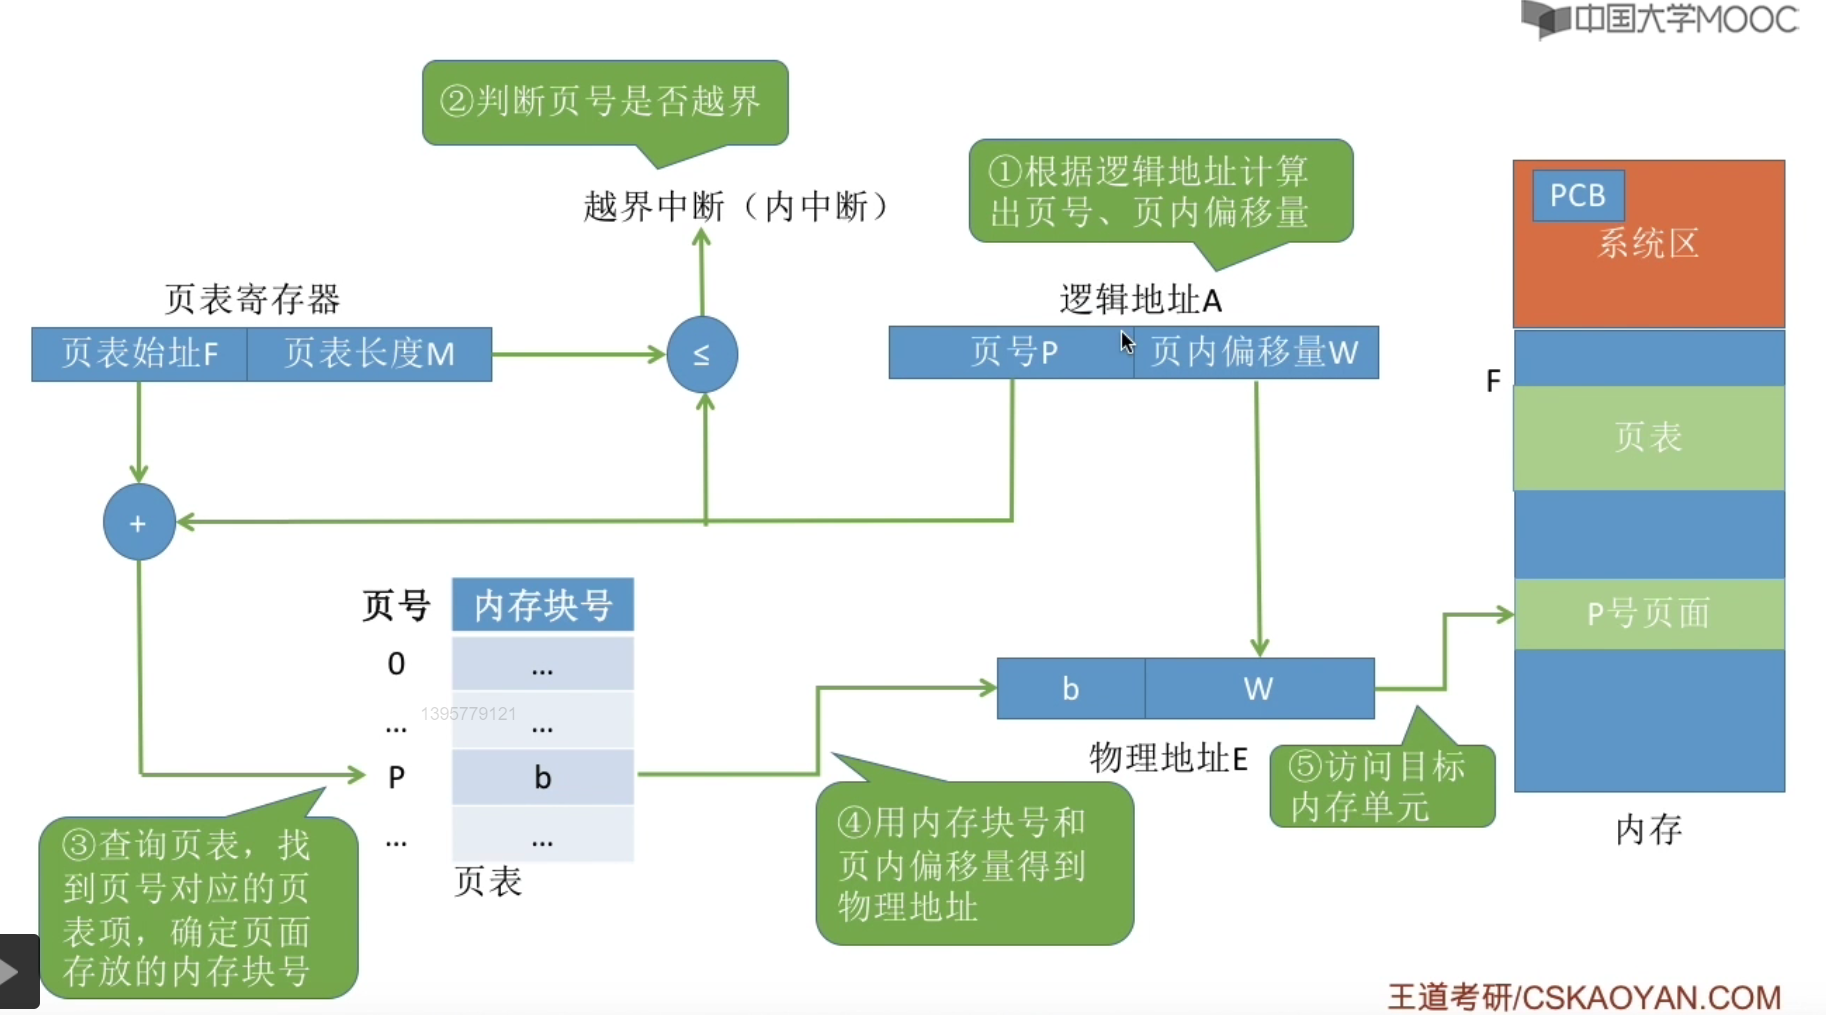 中国大学MOOC
②判断页号是否越界
越界中断（内中断）
①根据逻辑地址计算
出页号、页内偏移量
PCB
系统区
页表寄存器
页表始址F
页表长度M
≤
逻辑地址A
页号P
页内偏移量W
F
页表
+
P号页面
页号
内存块号
0
...
...
...
P
b
...
...
页表
1395779121
b
W
物理地址E
③查询页表，找
到页号对应的页
表项，确定页面
存放的内存块号
④用内存块号和
页内偏移量得到
物理地址
⑤访问目标
内存单元
内存
王道考研/CSKAOYAN.COM